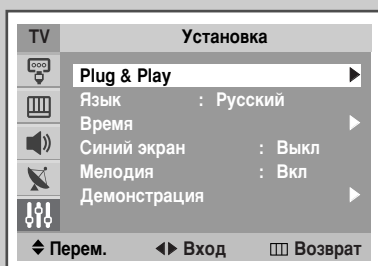 TV Установка
Plug & Play
Язык : Русский
Время
Синий экран : Выкл
Мелодия : Вкл
Демонстрация
Перем. Вход Возврат